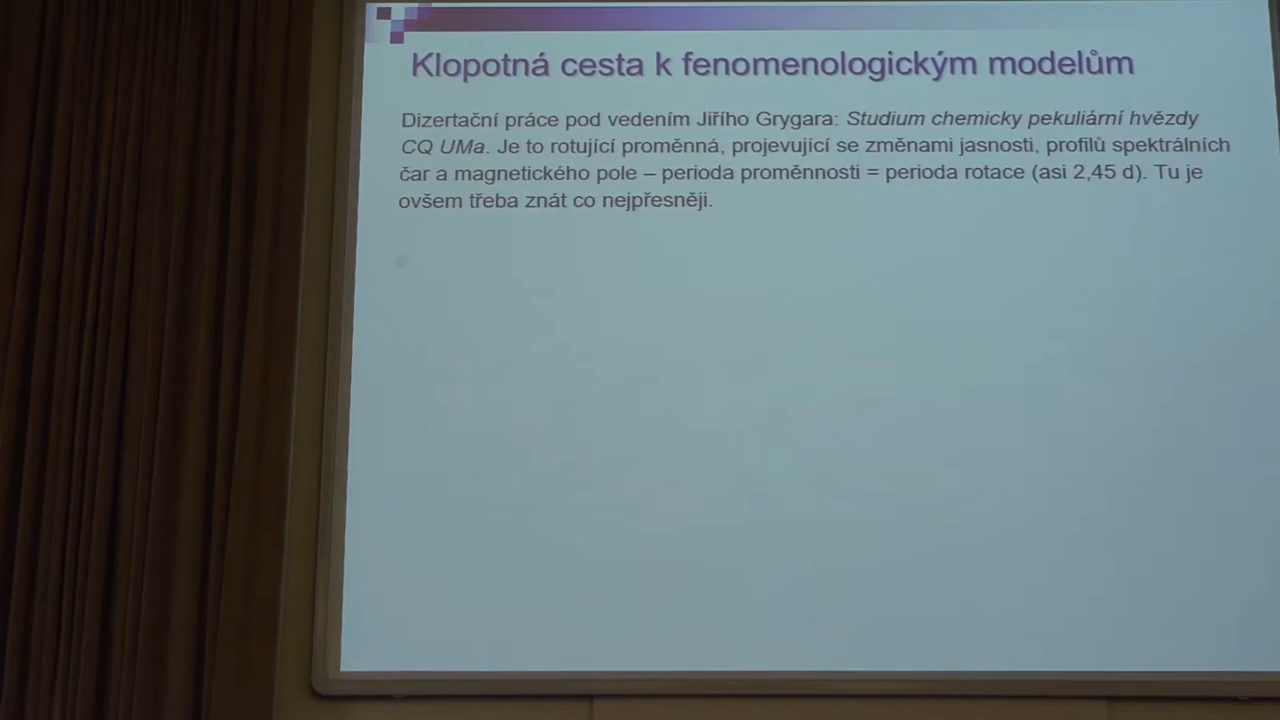 Klopotná cesta k fenomenologickým modelům
Dizertační práce pod vedením Jiřího Grygara: Studium chemicky pekuliární hvězdy
CQ UMa. Je to rotující proměnná, projevující se změnami jasnosti, profilů spektrálních
čar a magnetického pole – perioda proměnnosti = perioda rotace (asi 2,45 d). Tu je
ovšem třeba znát co nejpřesněji.